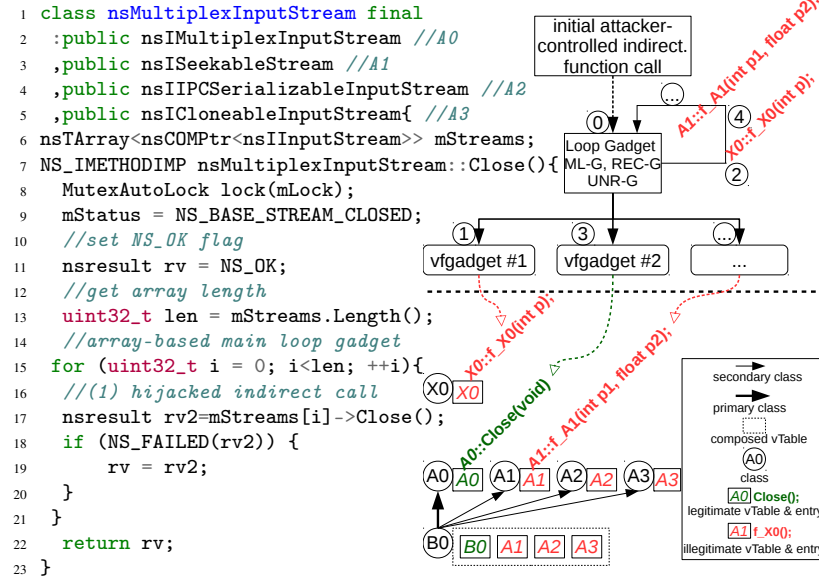 1 class nsMultiplexInputStream final
2 :public nsIMultiplexInputStream //A0
3 ,public nsISeekableStream //A1
4 ,public nsIIPCSerializableInputStream //A2
5 ,public nsICloneableInputStream{ //A3
6 nsTArray<nsCOMPtr<nsIInputStream>> mStreams;
7 NS_IMETHODIMP nsMultiplexInputStream::Close(){
8 MutexAutoLock lock(mLock);
9 mStatus = NS_BASE_STREAM_CLOSED;
10 //set NS_OK flag
11 nsresult rv = NS_OK;
12 //get array length
13 uint32_t len = mStreams.Length();
14 //array-based main loop gadget
15 for (uint32_t i = 0; i<len; ++i){
16 //(1) hijacked indirect call
17 nsresult rv2=mStreams[i]->Close();
18 if (NS_FAILED(rv2)) {
19 rv = rv2;
20 }
21 }
22 return rv;
23 }
initial attacker-
controlled indirect.
function call
0
Loop Gadget
ML-G, REC-G
UNR-G
...
4
2
A1::f_A1(int p1, float p2);
X0::f_X0(int p);
1
3
...
vfgadget #1
vfgadget #2
...
X0::f_X0(int p);
A0::Close(void)
A1::f_A1(int p1, float p2);
X0 X0
A0 A0 A1 A1 A2 A2 A3 A3
B0 B0 A1 A2 A3
secondary class
primary class
composed vTable
A0
class
A0 Close();
legitimate vTable & entry
A1 f_X0();
illegitimate vTable & entry